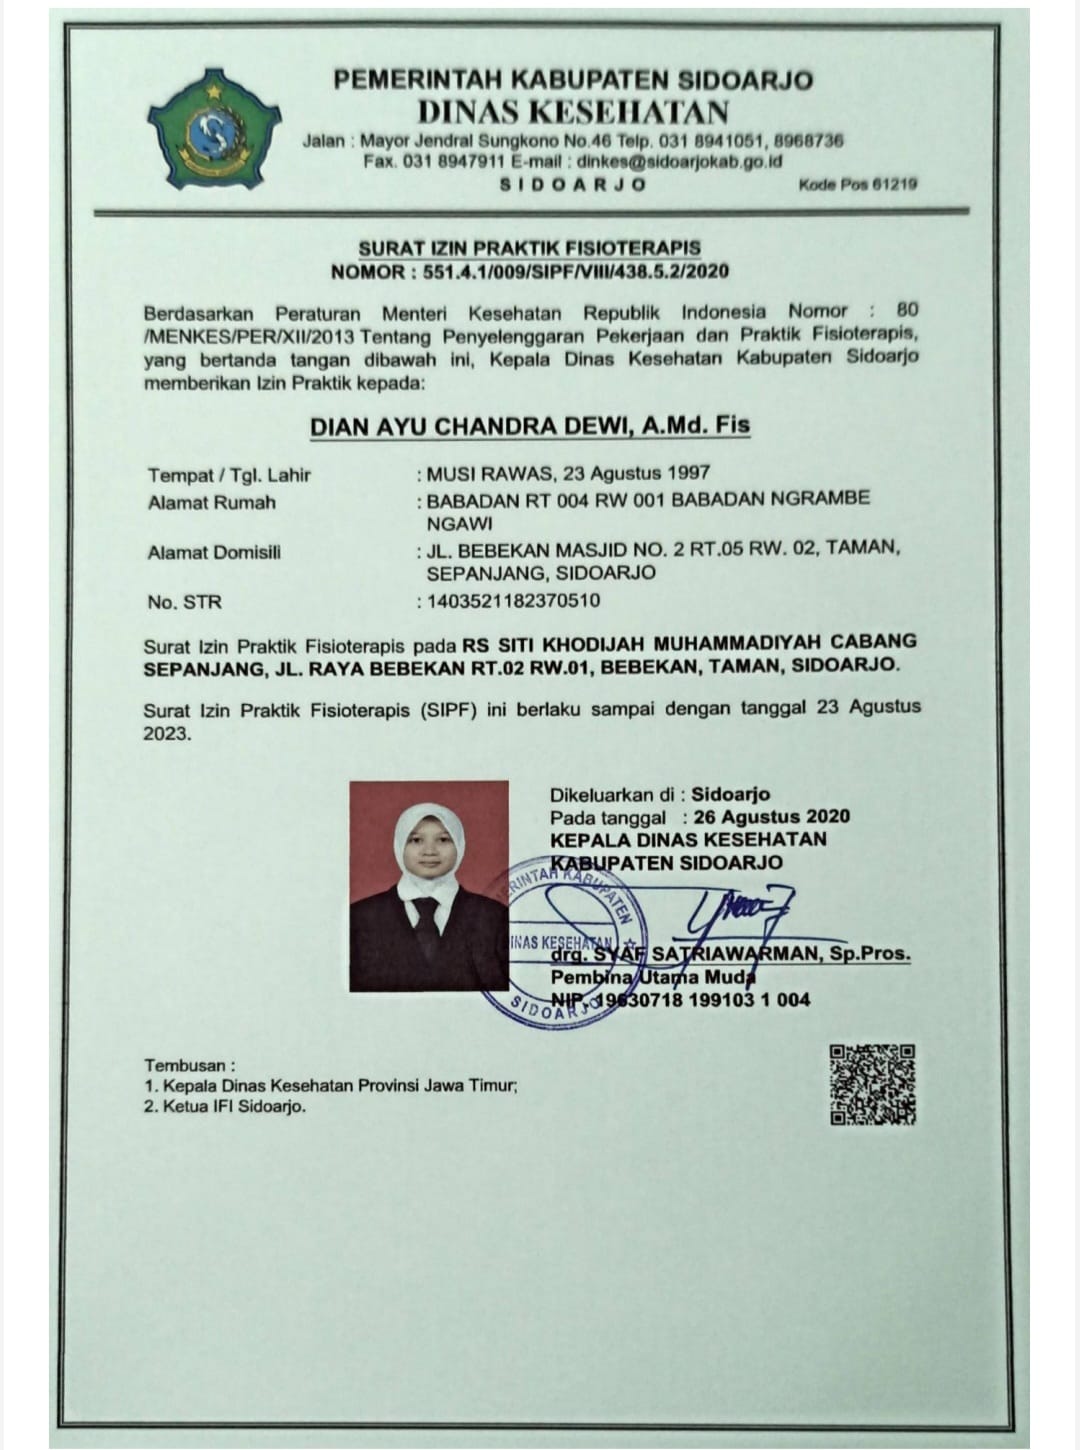 PEMERINTAH KABUPATEN SIDOARJO
DINAS KESEHATAN
Jalan : Mayor Jendral Sungkono No.46 Telp. 031 8941051, 8968736
Fax. 031 8947911 E-mail : dinkes@sidoarjokab.go.id
S I D O A R J O
Kode Pos 61219
SURAT IZIN PRAKTIK FISIOTERAPIS
NOMOR : 551.4.1/009/SIPF/VIII/438.5.2/2020
Berdasarkan Peraturan Menteri Kesehatan Republik Indonesia Nomor : 80
/MENKES/PER/XII/2013 Tentang Penyelenggaran Pekerjaan dan Praktik Fisioterapis,
yang bertanda tangan dibawah ini, Kepala Dinas Kesehatan Kabupaten Sidoarjo
memberikan Izin Praktik kepada:
DIAN AYU CHANDRA DEWI, A.Md. Fis
Tempat / Tgl. Lahir : MUSI RAWAS, 23 Agustus 1997
Alamat Rumah : BABADAN RT 004 RW 001 BABADAN NGRAMBE
NGAWI
Alamat Domisili : JL. BEBEKAN MASJID NO. 2 RT.05 RW. 02, TAMAN,
SEPANJANG, SIDOARJO
No. STR : 1403521182370510
Surat Izin Praktik Fisioterapis pada RS SITI KHODIJAH MUHAMMADIYAH CABANG
SEPANJANG, JL. RAYA BEBEKAN RT.02 RW.01, BEBEKAN, TAMAN, SIDOARJO.
Surat Izin Praktik Fisioterapis (SIPF) ini berlaku sampai dengan tanggal 23 Agustus
2023.
Dikeluarkan di : Sidoarjo
Pada tanggal : 26 Agustus 2020
KEPALA DINAS KESEHATAN
KABUPATEN SIDOARJO
ERINTAH KABUPATEN
INAS KESEHATAN
SIDOARJO
drg. SYAF SATRIAWARMAN, Sp.Pros.
Pembina Utama Muda
NIP. 19630718 199103 1 004
Tembusan :
1. Kepala Dinas Kesehatan Provinsi Jawa Timur;
2. Ketua IFI Sidoarjo.